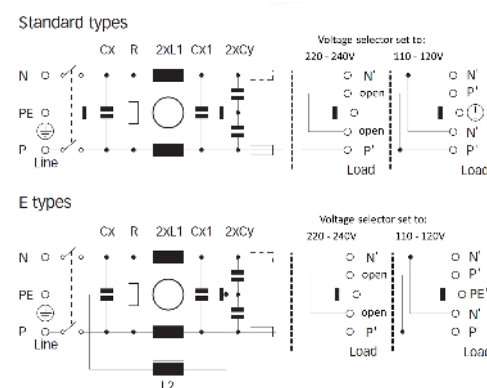 Standard types
Voltage selector set to:
Cx R 2xL1 Cx1 2xCy
220 - 240V 110 - 120V
N N' N'
open P'
PE
open N'
P P' P'
Line Load Load
E types
Voltage selector set to:
Cx R 2xL1 Cx1 2xCy
220 - 240V 110 - 120V
N N' N'
open P'
PE PE'
open N'
P P' P
Line Load Load
L2